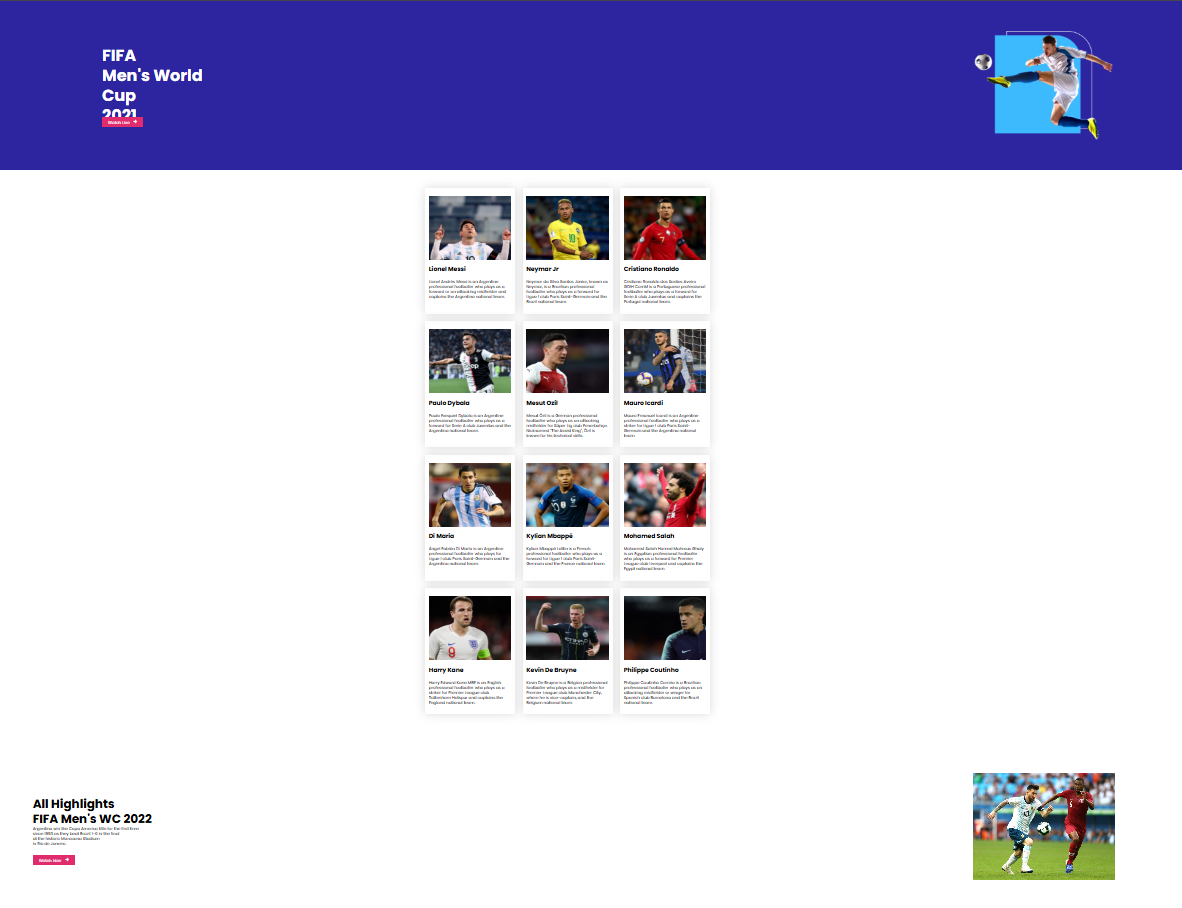 FIFA
Men's World
Cup
2021
Watch Live
Lionel Messi
Lionel Andrés Messi is an Argentine
professional footballer who plays as a
forward or an attacking midfielder and
captains the Argentina national team.
Neymar Jr
Neymar da Silva Santos Júnior, known as
Neymar, is a Brazilian professional
footballer who plays as a forward for
Ligue 1 club Paris Saint-Germain and the
Brazil national team.
Cristiano Ronaldo
Cristiano Ronaldo dos Santos Aveiro
GOIH ComM is a Portuguese professional
footballer who plays as a forward for
Serie A club Juventus and captains the
Portugal national team.
Paulo Dybala
Paulo Exequiel Dybala is an Argentine
professional footballer who plays as a
forward for Serie A club Juventus and the
Argentina national team.
Mesut Ozil
Mesut Özil is a German professional
footballer who plays as an attacking
midfielder for Süper Lig club Fenerbahçe.
Nicknamed "The Assist King", Özil is
known for his technical skills
Mauro Icardi
Mauro Emanuel Icardi is an Argentine
professional footballer who plays as a
striker for Ligue 1 club Paris Saint-
Germain and the Argentina national
team.
Di Maria
Ángel Fabián Di María is an Argentine
professional footballer who plays for
Ligue 1 club Paris Saint-Germain and the
Argentina national team.
Kylian Mbappé
Kylian Mbappé Lottin is a French
professional footballer who plays as a
forward for Ligue 1 club Paris Saint-
Germain and the France national team.
Mohamed Salah
Mohamed Salah Hamed Mahrous Ghaly
is an Egyptian professional footballer
who plays as a forward for Premier
League club Liverpool and captains the
Egypt national team.
Harry Kane
Harry Edward Kane MBE is an English
professional footballer who plays as a
striker for Premier League club
Tottenham Hotspur and captains the
England national team.
Kevin De Bruyne
Kevin De Bruyne is a Belgian professional
footballer who plays as a midfielder for
Premier League club Manchester City,
where he is vice-captain, and the
Belgium national team.
Philippe Coutinho
Philippe Coutinho Correia is a Brazilian
professional footballer who plays as an
attacking midfielder or winger for
Spanish club Barcelona and the Brazil
national team.
All Highlights
FIFA Men's WC 2022
Argentina win the Copa America title for the first time
since 1993 as they beat Brazil 1-0 in the final
at the historic Maracana Stadium
in Rio de Janeiro.
Watch Now